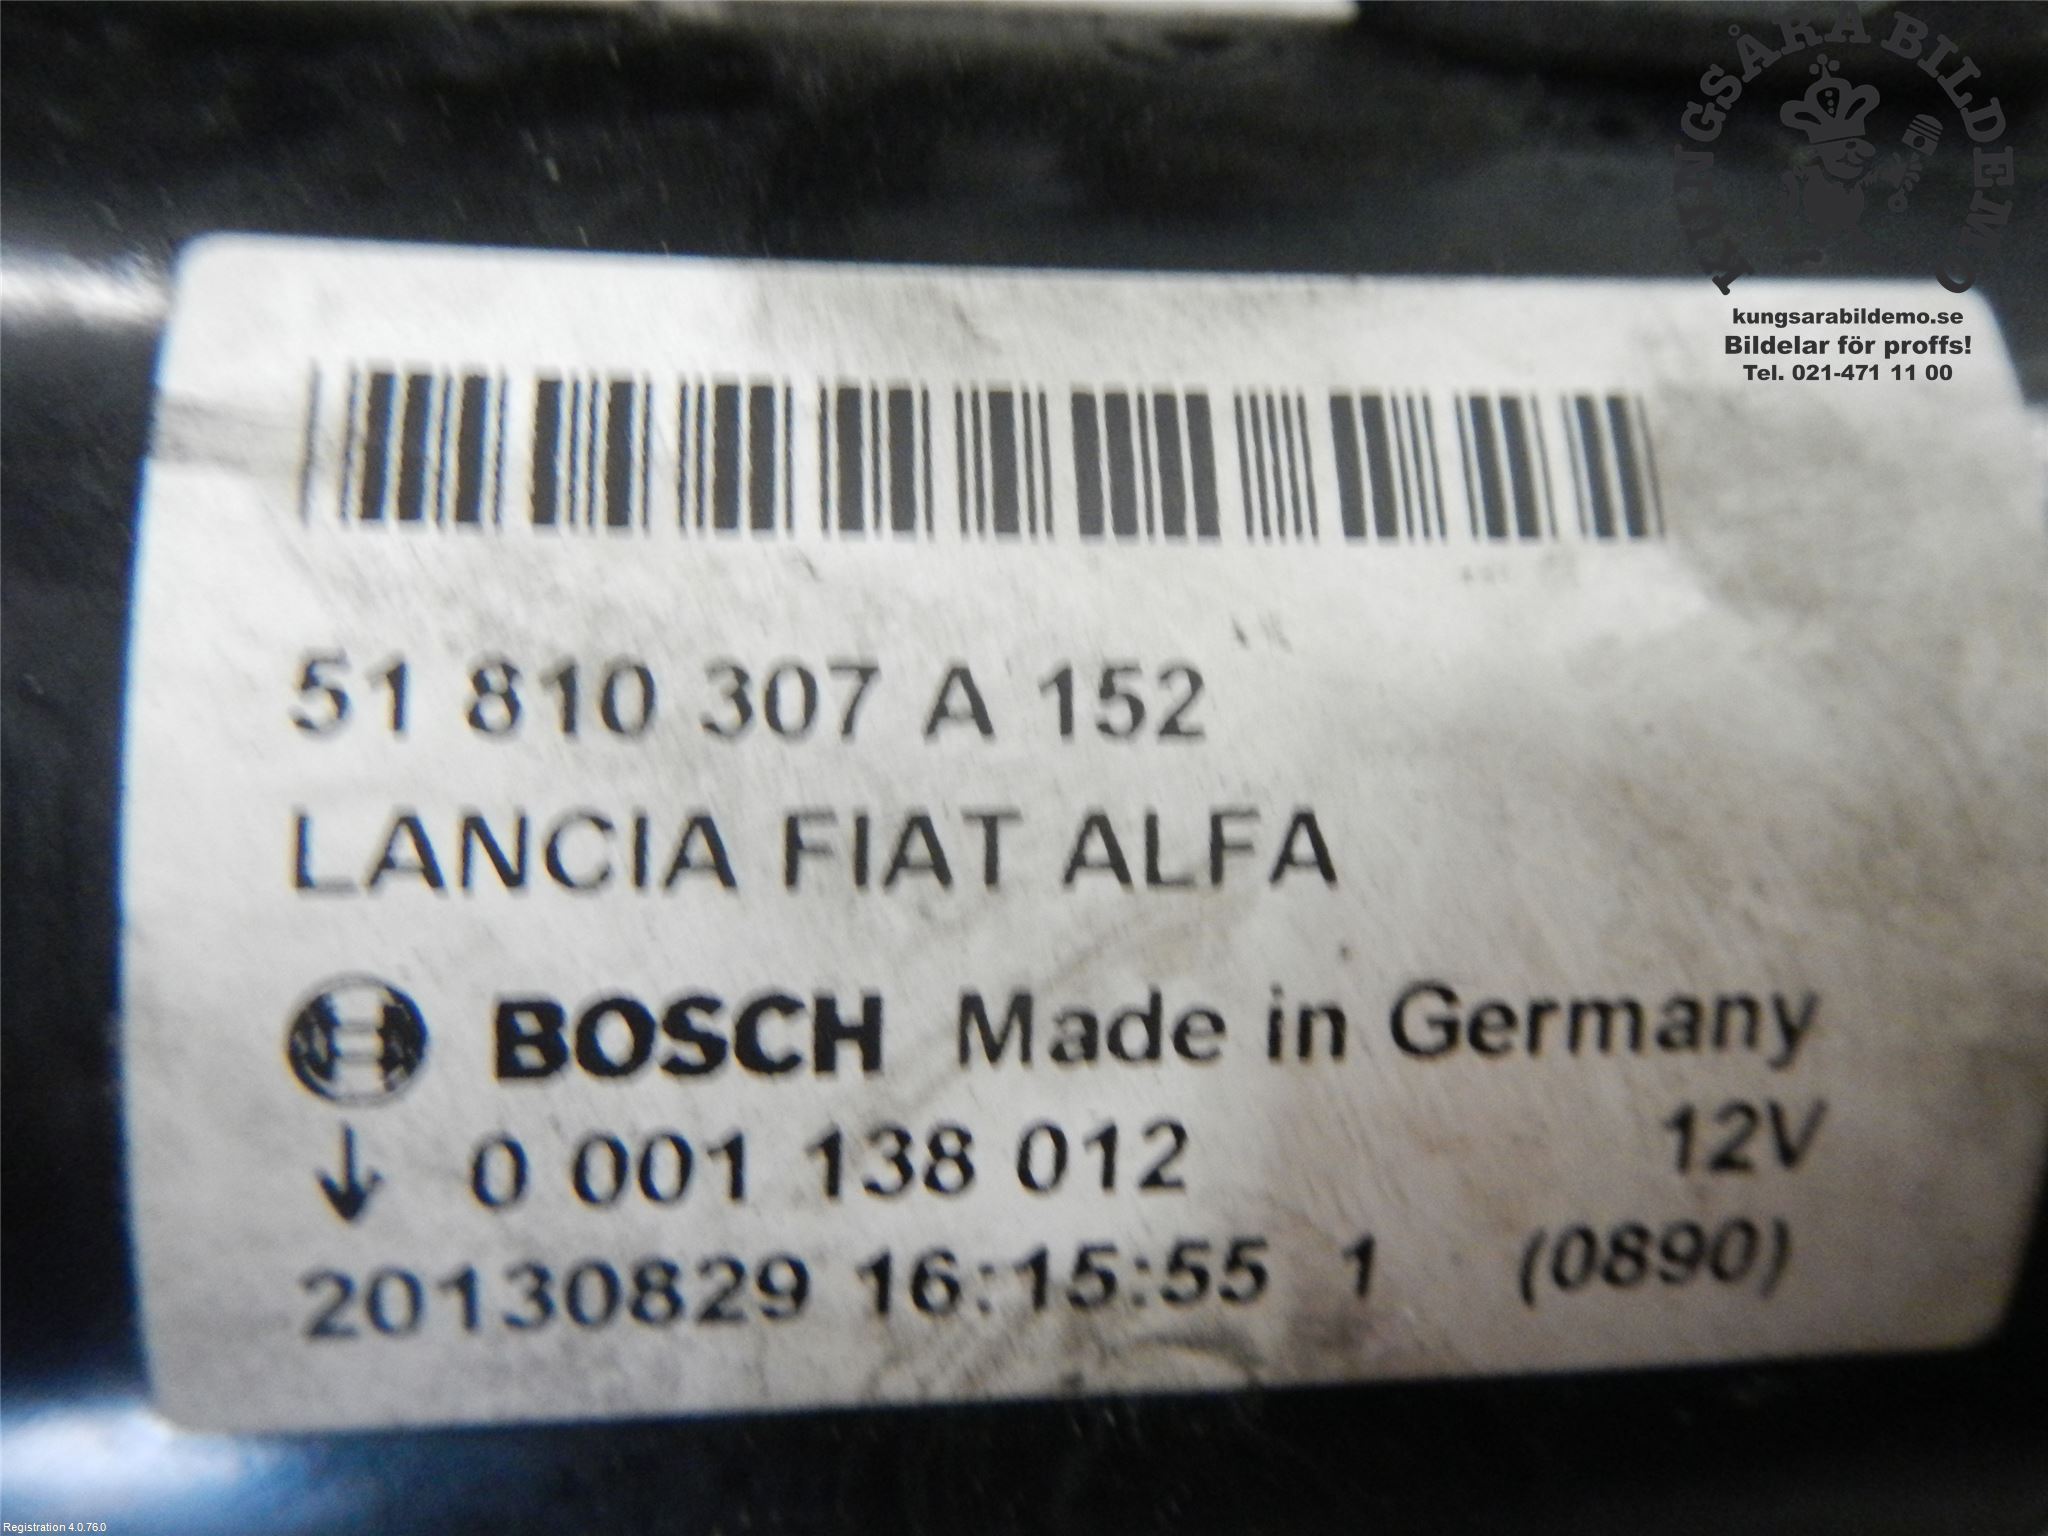 KUNGSÅRA BILDEMO
kungsarabildemo.se
Bildelar för proffs!
Tel. 021-471 11 00
51 810 307 A 152
LANCIA FIAT ALFA
BOSCH Made in Germany
0 001 138 012 12V
20130829 16:15:55 1 (0890)
Registration 4.0.76.0